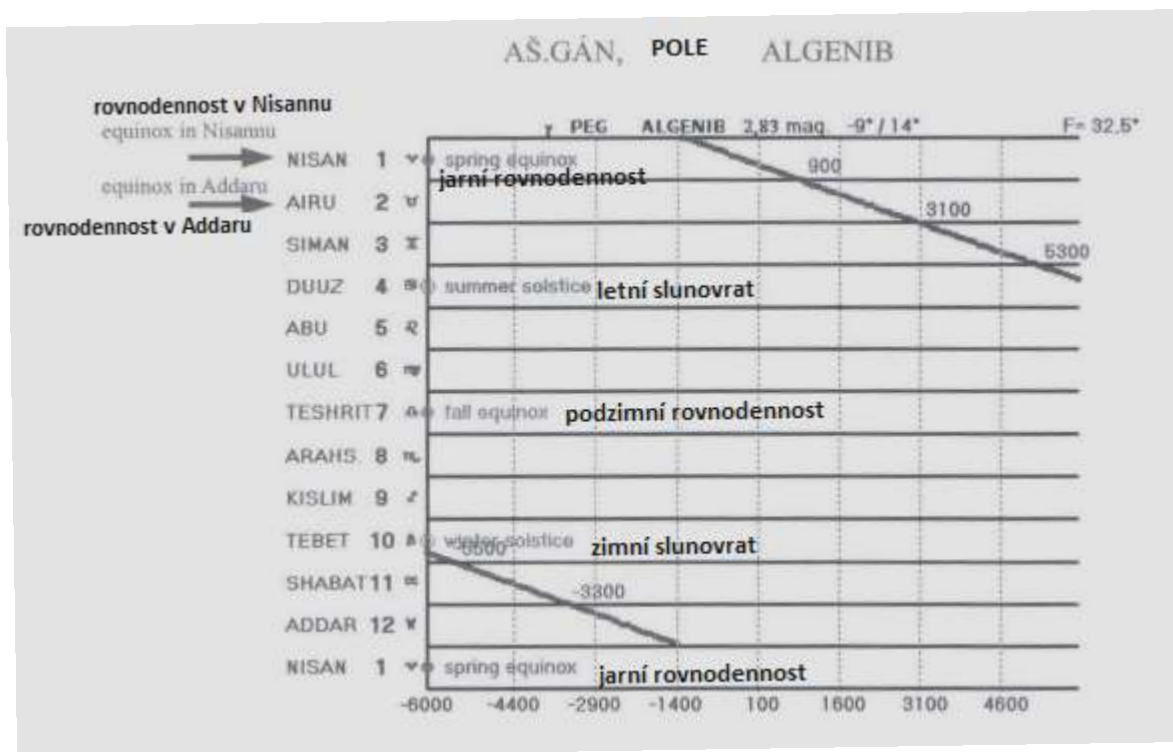 AŠ.GÁN, POLE ALGENIB
rovnodennost v Nisannu
equinox in Nisannu
γ PEG ALGENIB 2,83 mag. -9° / 14° F= 32,5°
NISAN 1 ♈ spring equinox
jarní rovnodennost
900
equinox in Addaru
AIRU 2 ♉
3100
rovnodennost v Addaru
SIMAN 3 ♊
5300
DUUZ 4 ♋ summer solstice letní slunovrat
ABU 5 ♌
ULUL 6 ♍
TESHRIT 7 ♎ fall equinox podzimní rovnodennost
ARAHS. 8 ♏
KISLIM 9 ♐
TEBET 10 winter solstice zimní slunovrat
SHABAT 11 ♒
-3300
ADDAR 12 ♓
NISAN 1 ♈ spring equinox jarní rovnodennost
-6000 -4400 -2900 -1400 100 1600 3100 4600